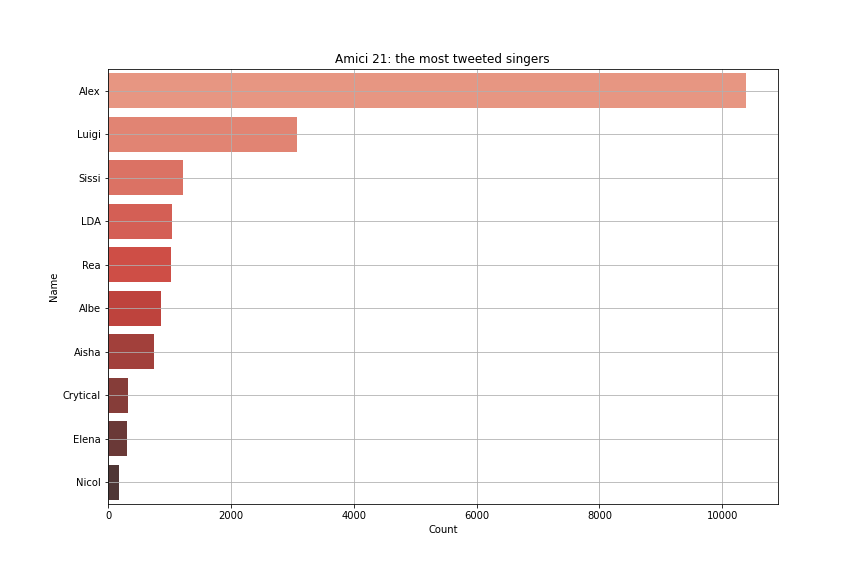 Amici 21: the most tweeted singers
Name
Alex
Luigi
Sissi
LDA
Rea
Albe
Aisha
Crytical
Elena
Nicol
0 2000 4000 6000 8000 10000
Count